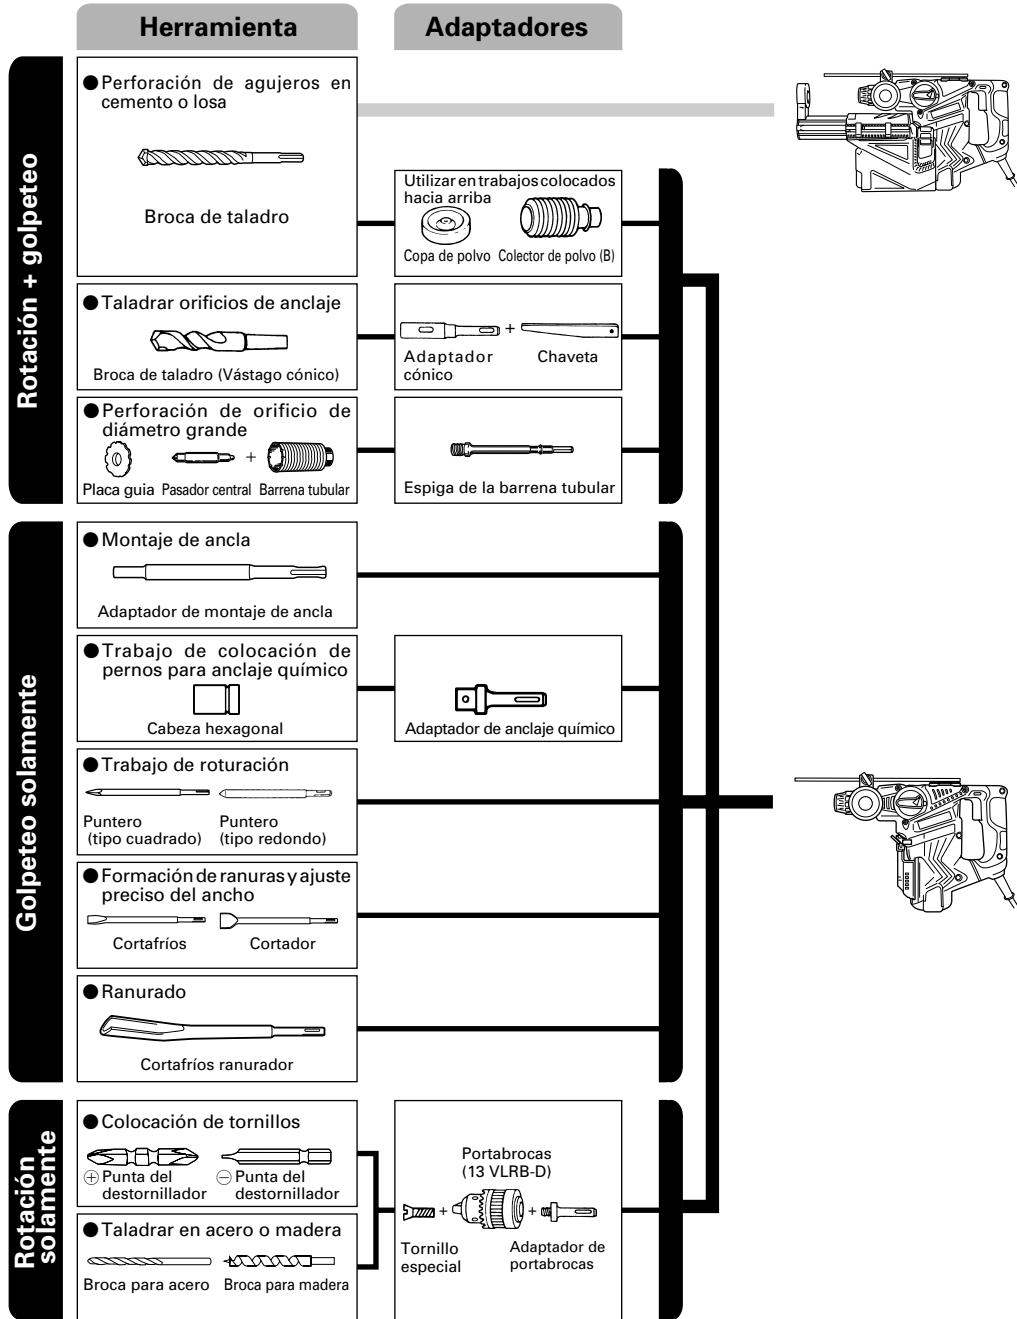 Herramienta
Adaptadores
Rotación + golpeteo
● Perforación de agujeros en
cemento o losa
Broca de taladro
Utilizar en trabajos colocados
hacia arriba
Copa de polvo Colector de polvo (B)
● Taladrar orificios de anclaje
Broca de taladro (Vástago cónico)
+
Adaptador
cónico
Chaveta
● Perforación de orificio de
diámetro grande
+
Placa guia Pasador central Barrena tubular
Espiga de la barrena tubular
Golpeteo solamente
● Montaje de ancla
Adaptador de montaje de ancla
● Trabajo de colocación de
pernos para anclaje químico
Cabeza hexagonal
Adaptador de anclaje químico
● Trabajo de roturación
Puntero
(tipo cuadrado)
Puntero
(tipo redondo)
● Formación de ranuras y ajuste
preciso del ancho
Cortafríos
Cortador
● Ranurado
Cortafríos ranurador
Rotación
solamente
● Colocación de tornillos
⊕ Punta del
destornillador
⊖ Punta del
destornillador
● Taladrar en acero o madera
Broca para acero Broca para madera
Portabrocas
(13 VLRB-D)
+ +
Tornillo
especial
Adaptador de
portabrocas